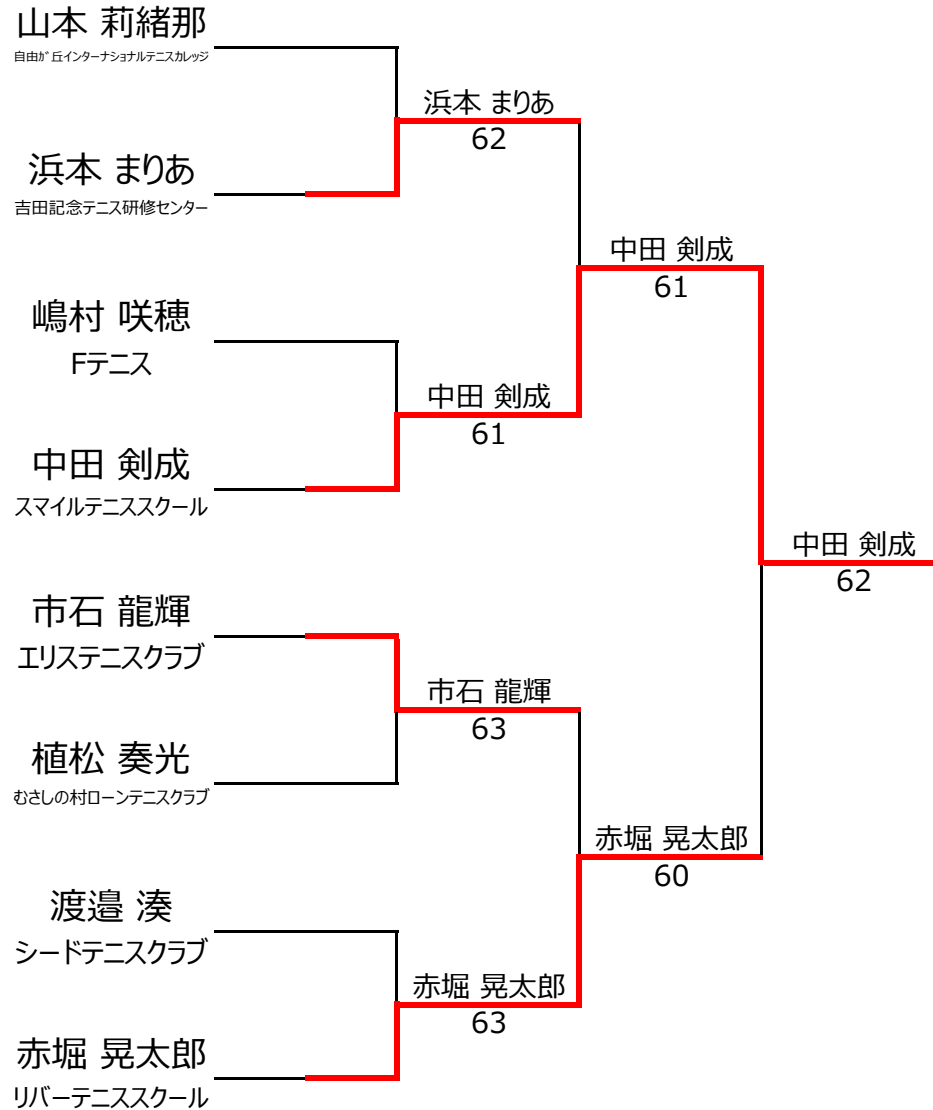 山本 莉緒那
自由が丘インターナショナルテニスカレッジ
浜本 まりあ
62
浜本 まりあ
吉田記念テニス研修センター
中田 剣成
61
嶋村 咲穂
Fテニス
中田 剣成
61
中田 剣成
スマイルテニススクール
中田 剣成
62
市石 龍輝
エリステニスクラブ
市石 龍輝
63
植松 奏光
むさしの村ローンテニスクラブ
赤堀 晃太郎
60
渡邉 湊
シードテニスクラブ
赤堀 晃太郎
63
赤堀 晃太郎
リバーテニススクール